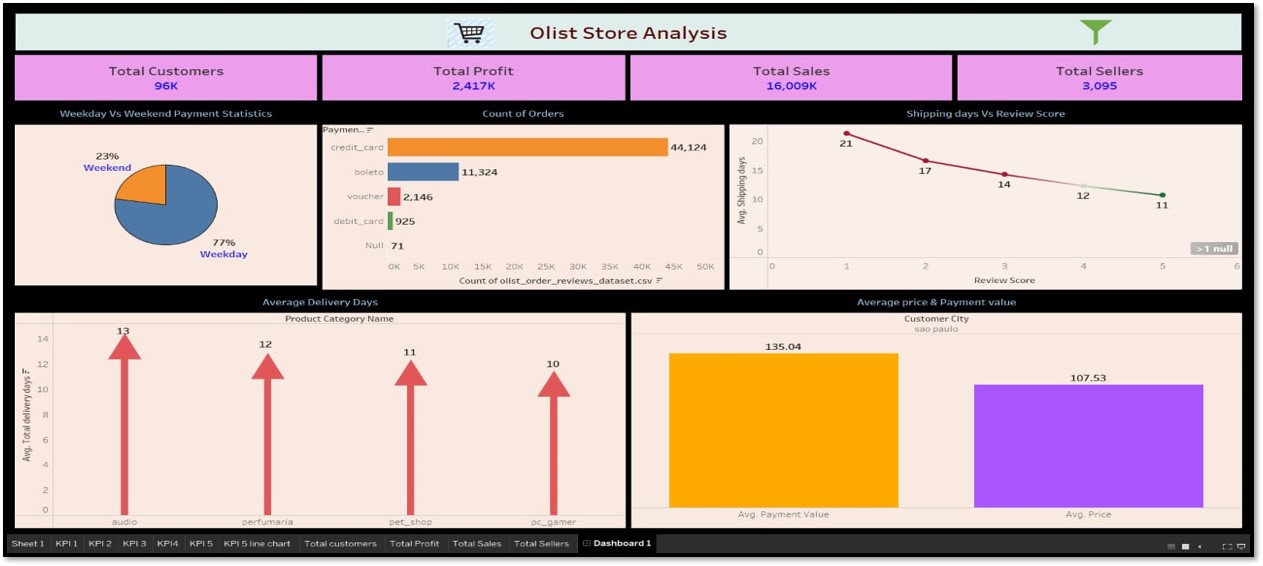 Olist Store Analysis
Total Customers
96K
Total Profit
2,417K
Total Sales
16,009K
Total Sellers
3,095
Weekday Vs Weekend Payment Statistics
23%
Weekend
77%
Weekday
Count of Orders
Paymen..
credit_card
44,124
boleto
11,324
voucher
2,146
debit_card
925
Null
71
0K 5K 10K 15K 20K 25K 30K 35K 40K 45K 50K
Count of olist_order_reviews_dataset.csv
Shipping days Vs Review Score
Avg. Shipping days
20
15
10
5
0
21
17
14
12
11
>1 null
0 1 2 3 4 5 6
Review Score
Average Delivery Days
Product Category Name
Avg. Total delivery days
14
12
10
8
6
4
2
0
13
12
11
10
audio perfumaria pet_shop pc_gamer
Average price & Payment value
Customer City
sao paulo
135.04
107.53
Avg. Payment Value
Avg. Price
Sheet 1 KPI 1 KPI 2 KPI 3 KPI4 KPI 5 KPI 5 line chart Total customers Total Profit Total Sales Total Sellers Dashboard 1